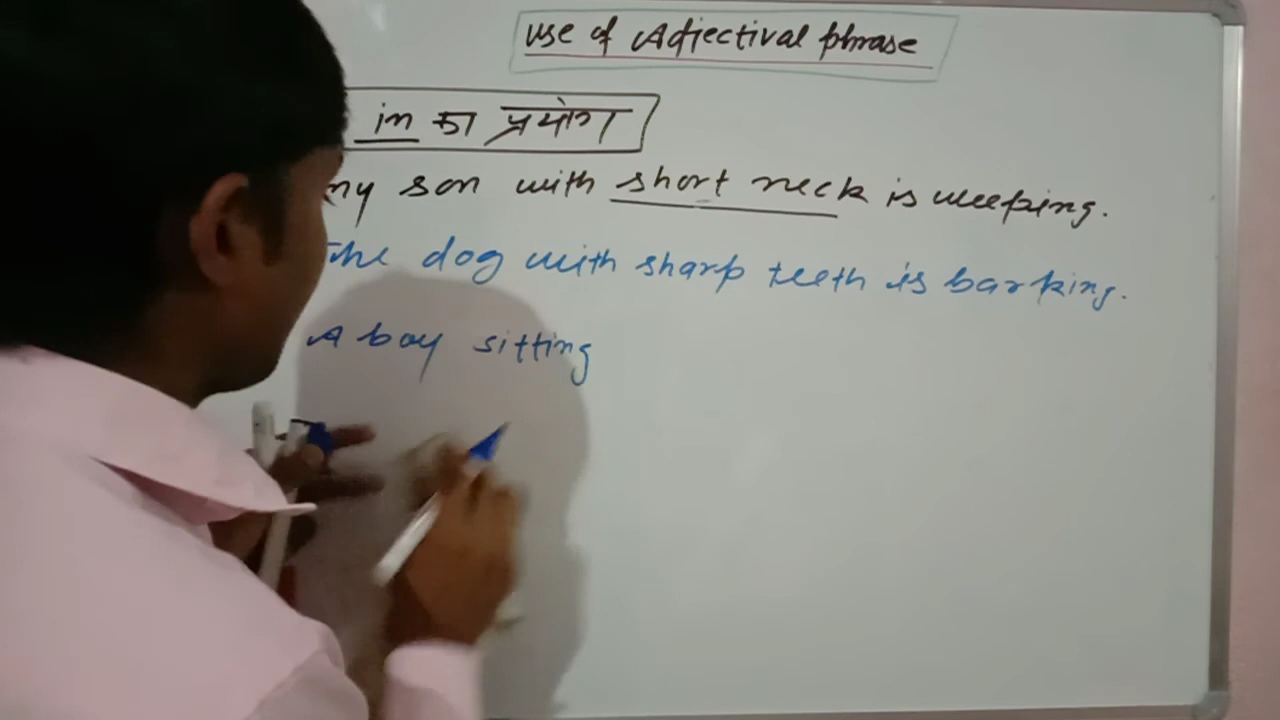 Use of Adjectival phrase
in का प्रयोग
my son with short neck is weeping.
The dog with sharp teeth is barking.
A boy sitting